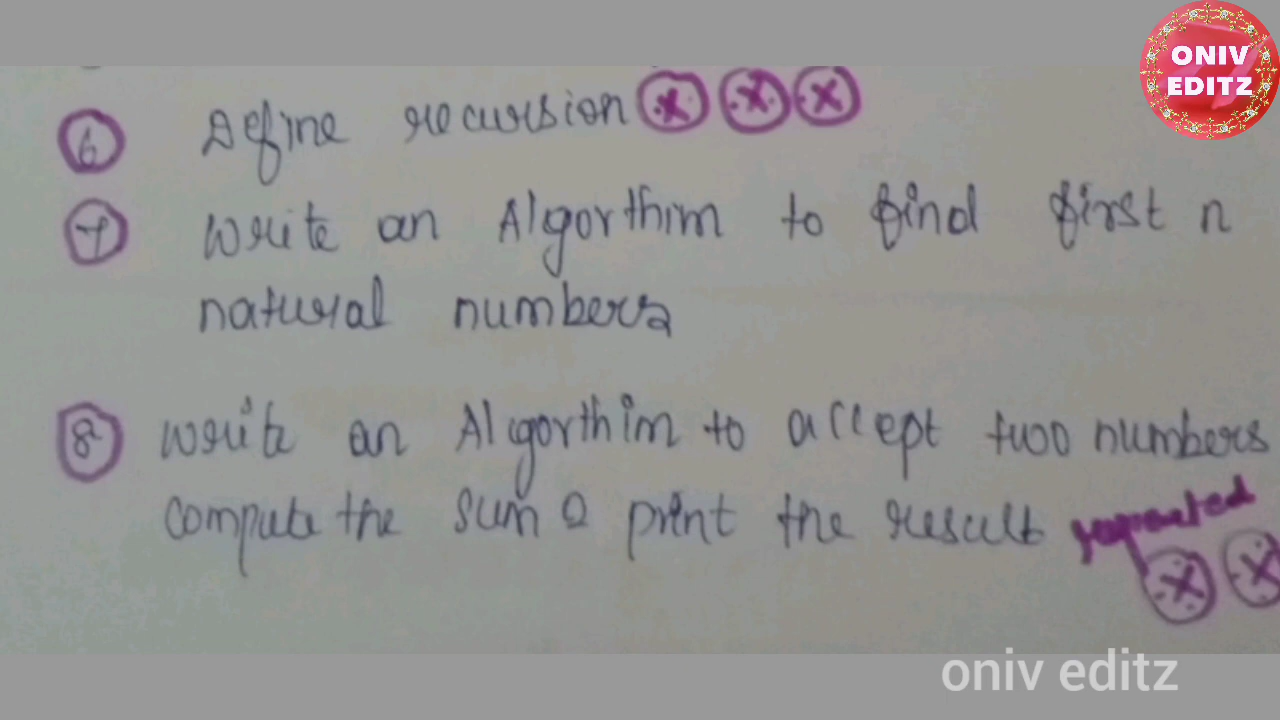 ONIV
EDITZ
6 Define recursion
7 Write an Algorthim to find first n
natural numbers
8 Write an Algorthim to accept two numbers
compute the sum & print the result repeated
oniv editz